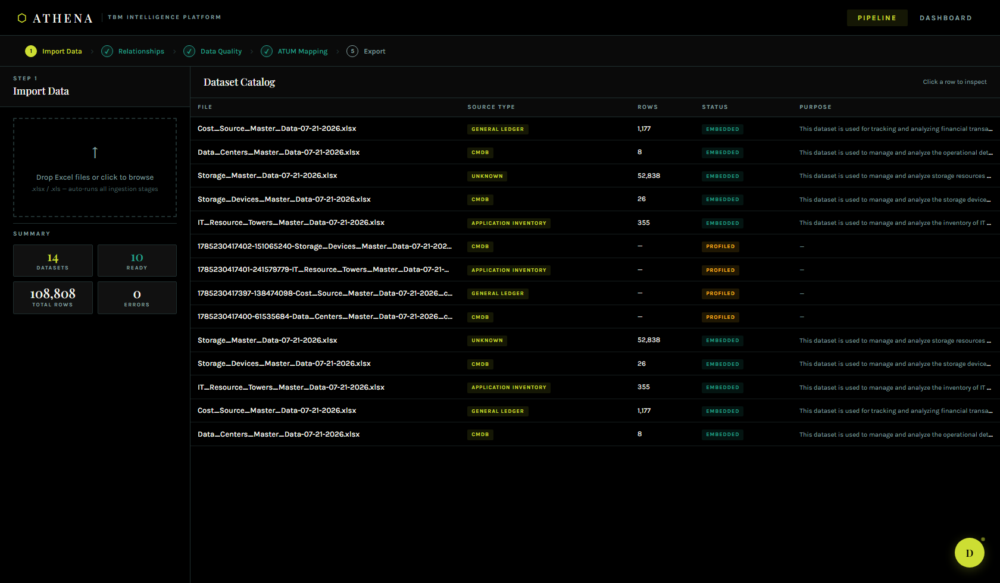 ATHENA
TBM INTELLIGENCE PLATFORM
PIPELINE
DASHBOARD
1 Import Data
✓ Relationships
✓ Data Quality
✓ ATUM Mapping
5 Export
STEP 1
Import Data
↑
Drop Excel files or click to browse
.xlsx / .xls — auto-runs all ingestion stages
SUMMARY
14
DATASETS
10
READY
108,808
TOTAL ROWS
0
ERRORS
Dataset Catalog
Click a row to inspect
FILE SOURCE TYPE ROWS STATUS PURPOSE
Cost_Source_Master_Data-07-21-2026.xlsx GENERAL LEDGER 1,177 EMBEDDED This dataset is used for tracking and analyzing financial transa...
Data_Centers_Master_Data-07-21-2026.xlsx CMDB 8 EMBEDDED This dataset is used to manage and analyze the operational det...
Storage_Master_Data-07-21-2026.xlsx UNKNOWN 52,838 EMBEDDED This dataset is used to manage and analyze storage resources ...
Storage_Devices_Master_Data-07-21-2026.xlsx CMDB 26 EMBEDDED This dataset is used to manage and analyze the storage device...
IT_Resource_Towers_Master_Data-07-21-2026.xlsx APPLICATION INVENTORY 355 EMBEDDED This dataset is used to manage and analyze the inventory of IT ...
1785230417402-151065240-Storage_Devices_Master_Data-07-21-202... CMDB — PROFILED —
1785230417401-241579779-IT_Resource_Towers_Master_Data-07-21-... APPLICATION INVENTORY — PROFILED —
1785230417397-138474098-Cost_Source_Master_Data-07-21-2026_c... GENERAL LEDGER — PROFILED —
1785230417400-61535684-Data_Centers_Master_Data-07-21-2026_c... CMDB — PROFILED —
Storage_Master_Data-07-21-2026.xlsx UNKNOWN 52,838 EMBEDDED This dataset is used to manage and analyze storage resources ...
Storage_Devices_Master_Data-07-21-2026.xlsx CMDB 26 EMBEDDED This dataset is used to manage and analyze the storage device...
IT_Resource_Towers_Master_Data-07-21-2026.xlsx APPLICATION INVENTORY 355 EMBEDDED This dataset is used to manage and analyze the inventory of IT ...
Cost_Source_Master_Data-07-21-2026.xlsx GENERAL LEDGER 1,177 EMBEDDED This dataset is used for tracking and analyzing financial transa...
Data_Centers_Master_Data-07-21-2026.xlsx CMDB 8 EMBEDDED This dataset is used to manage and analyze the operational det...
D